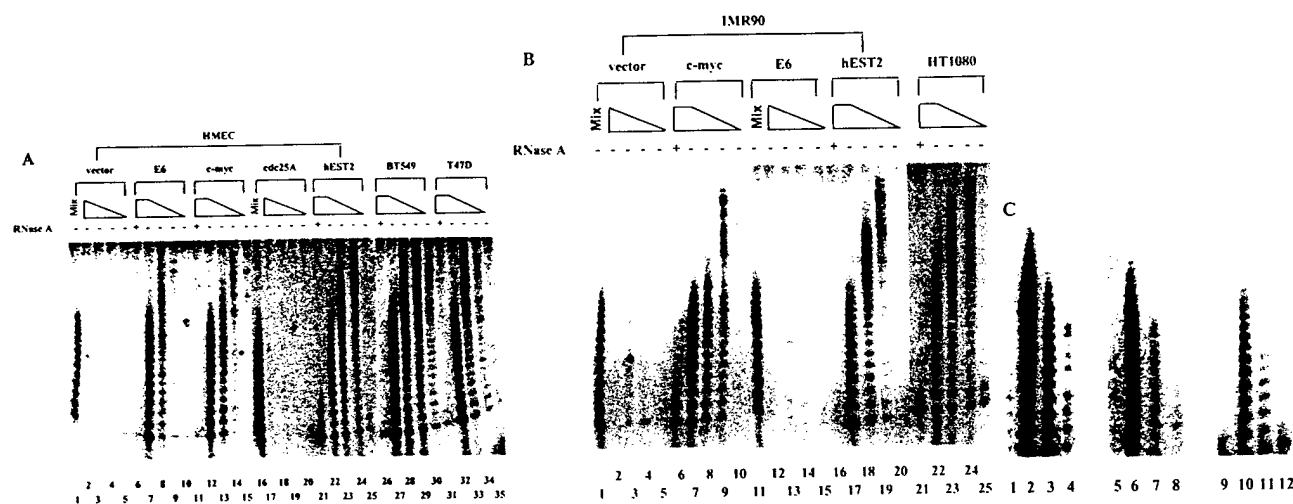 A
HMEC
vector E6 c-myc cdc25A hEST2 BT549 T47D
Mix Mix
RNase A - - - - - + - - - - + - - - - - - - - - + - - - - + - - - - + - - - -
2 4 6 8 10 12 14 16 18 20 22 24 26 28 30 32 34
1 3 5 7 9 11 13 15 17 19 21 23 25 27 29 31 33 35
B
IMR90
vector c-myc E6 hEST2 HT1080
Mix Mix
RNase A - - - - - + - - - - - - - - - + - - - - + - - - -
2 4 6 8 10 12 14 16 18 20 22 24
1 3 5 7 9 11 13 15 17 19 21 23 25
C
1 2 3 4 5 6 7 8 9 10 11 12